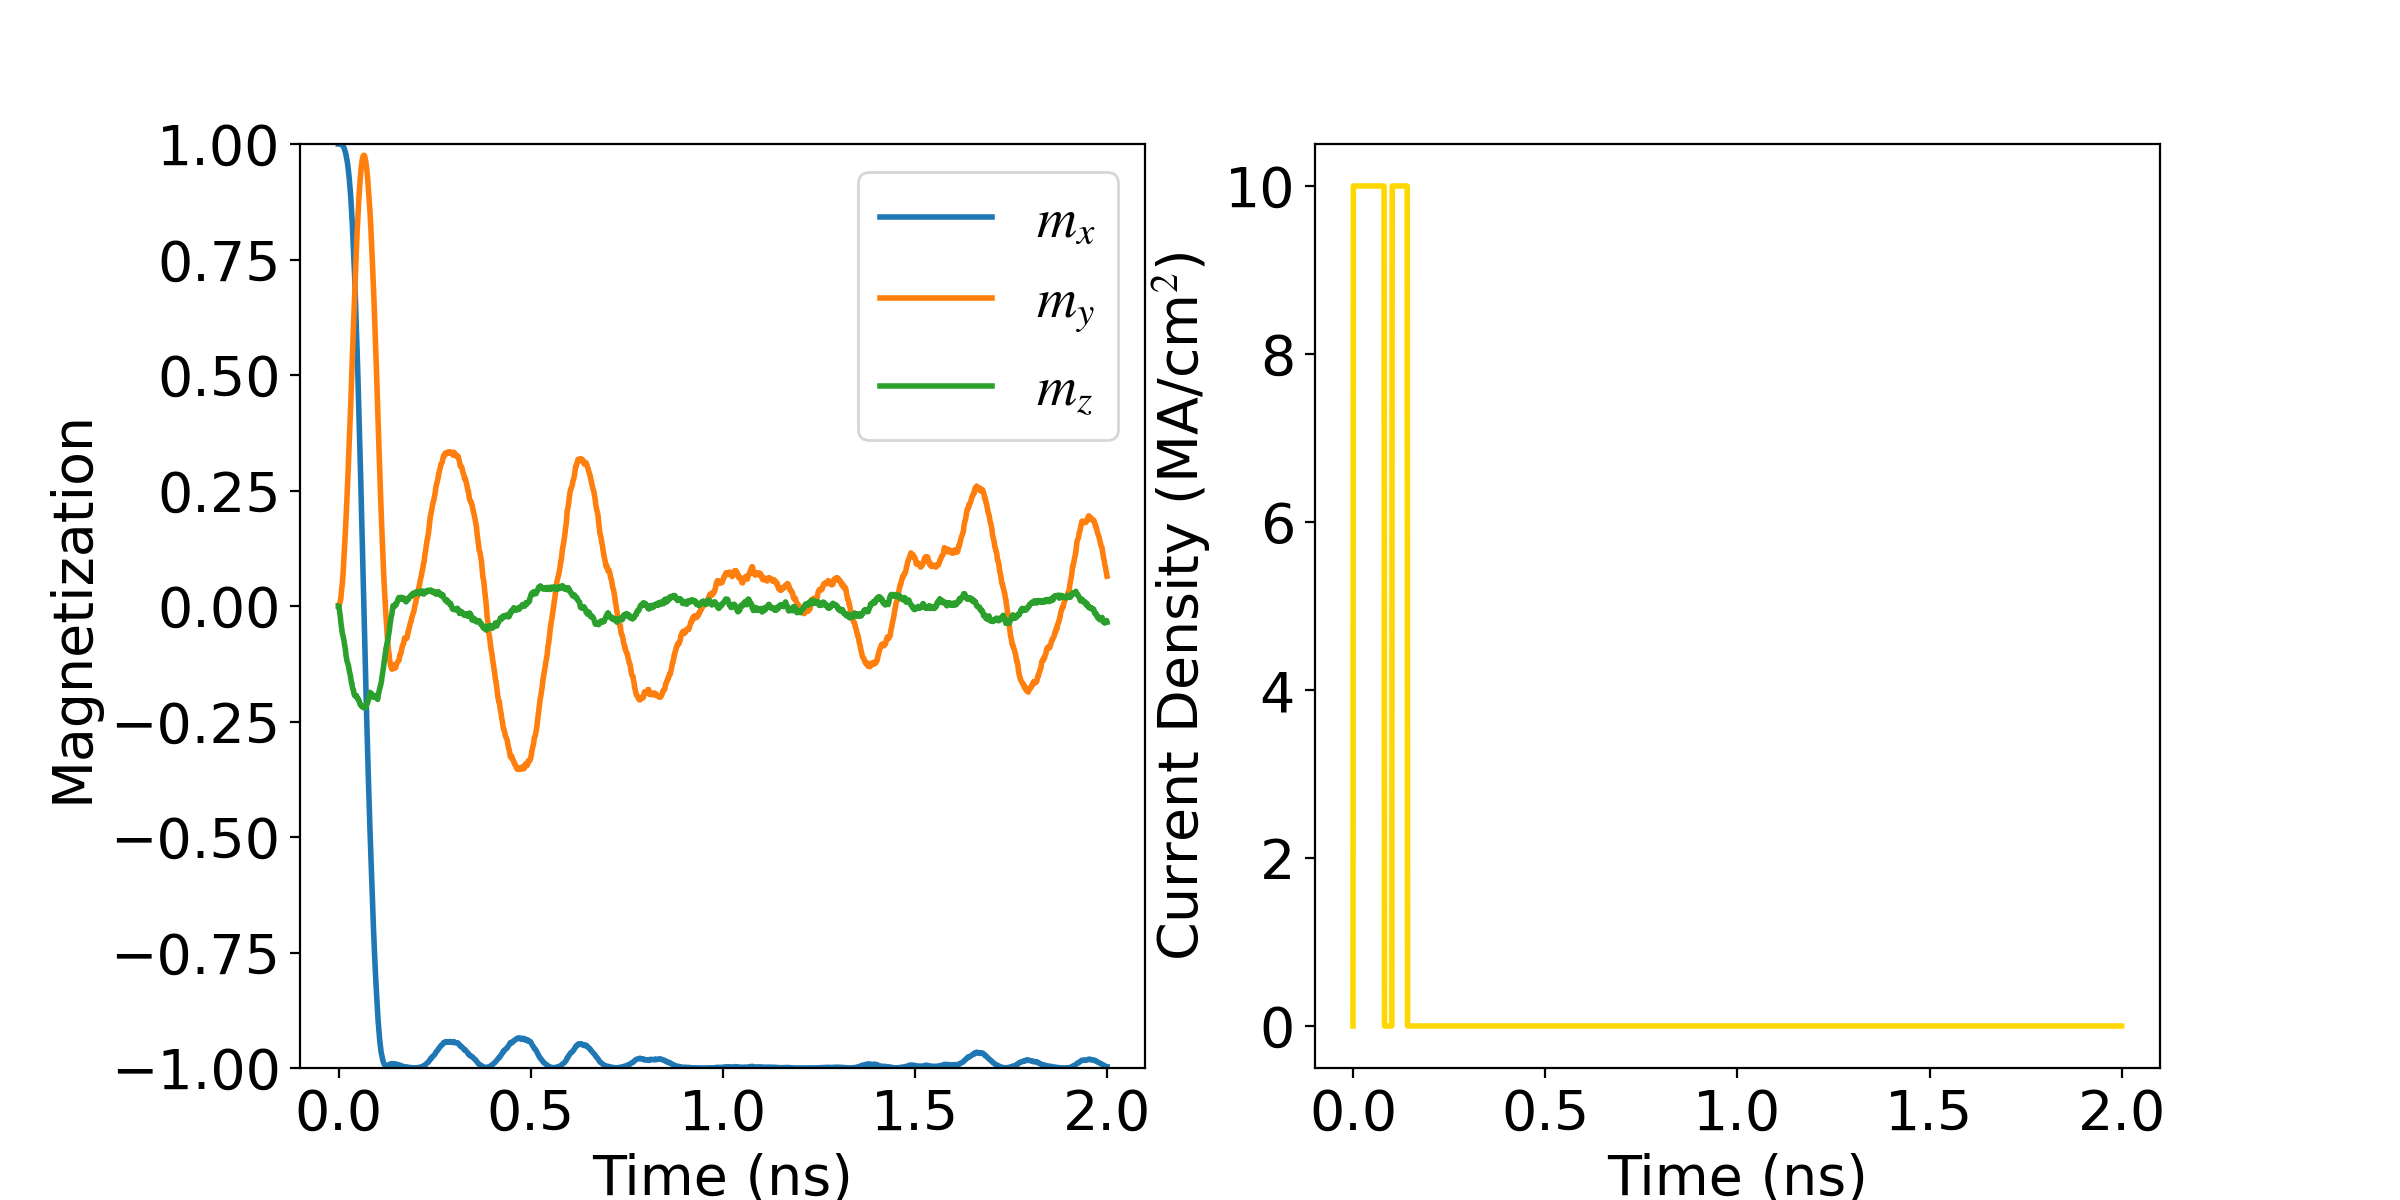 Magnetization
1.00
0.75
0.50
0.25
0.00
−0.25
−0.50
−0.75
−1.00
0.0 0.5 1.0 1.5 2.0
Time (ns)
m_x
m_y
m_z
Current Density (MA/cm²)
10
8
6
4
2
0
0.0 0.5 1.0 1.5 2.0
Time (ns)